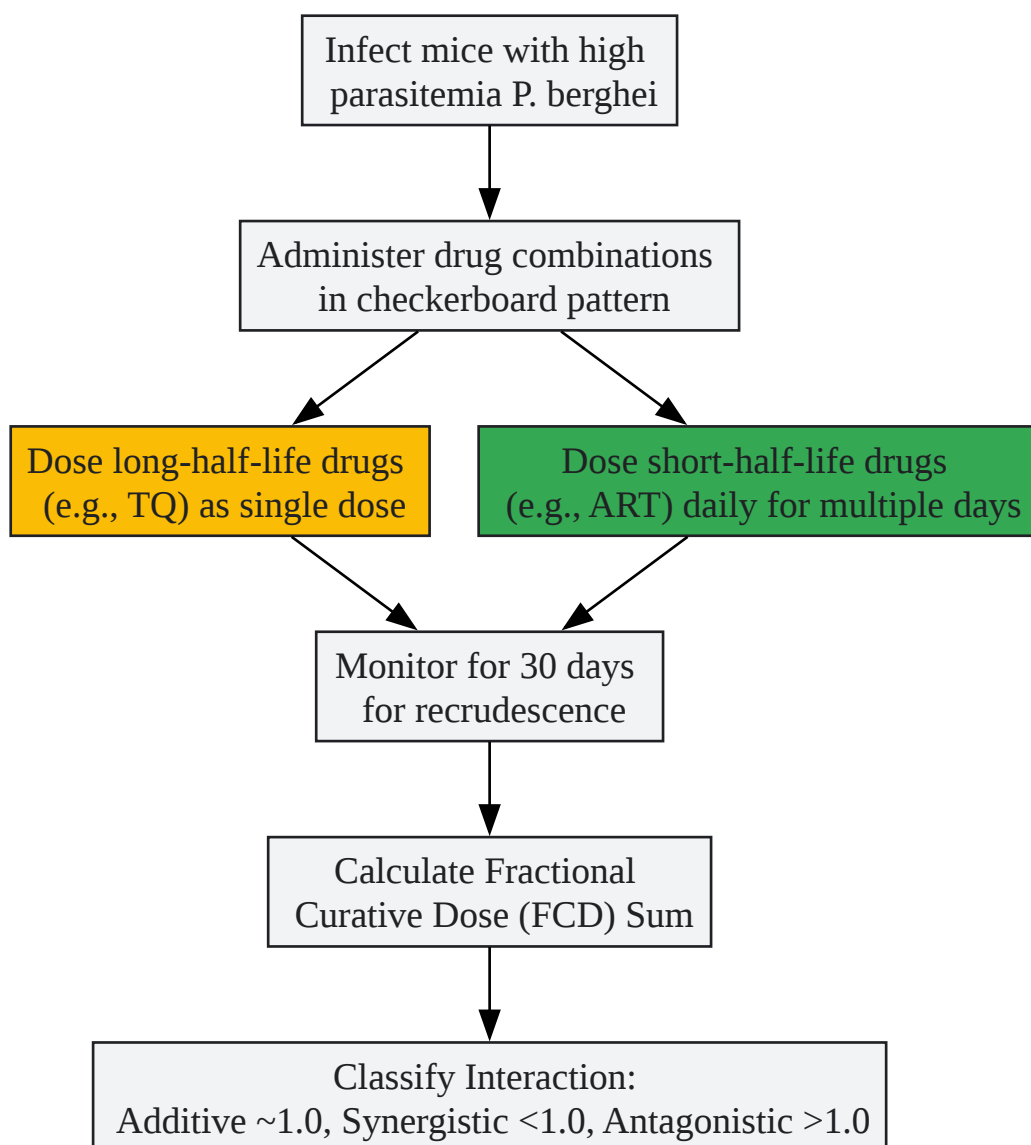 Infect mice with high
parasitemia P. berghei
Administer drug combinations
in checkerboard pattern
Dose long-half-life drugs
(e.g., TQ) as single dose
Dose short-half-life drugs
(e.g., ART) daily for multiple days
Monitor for 30 days
for recrudescence
Calculate Fractional
Curative Dose (FCD) Sum
Classify Interaction:
Additive ~1.0, Synergistic <1.0, Antagonistic >1.0